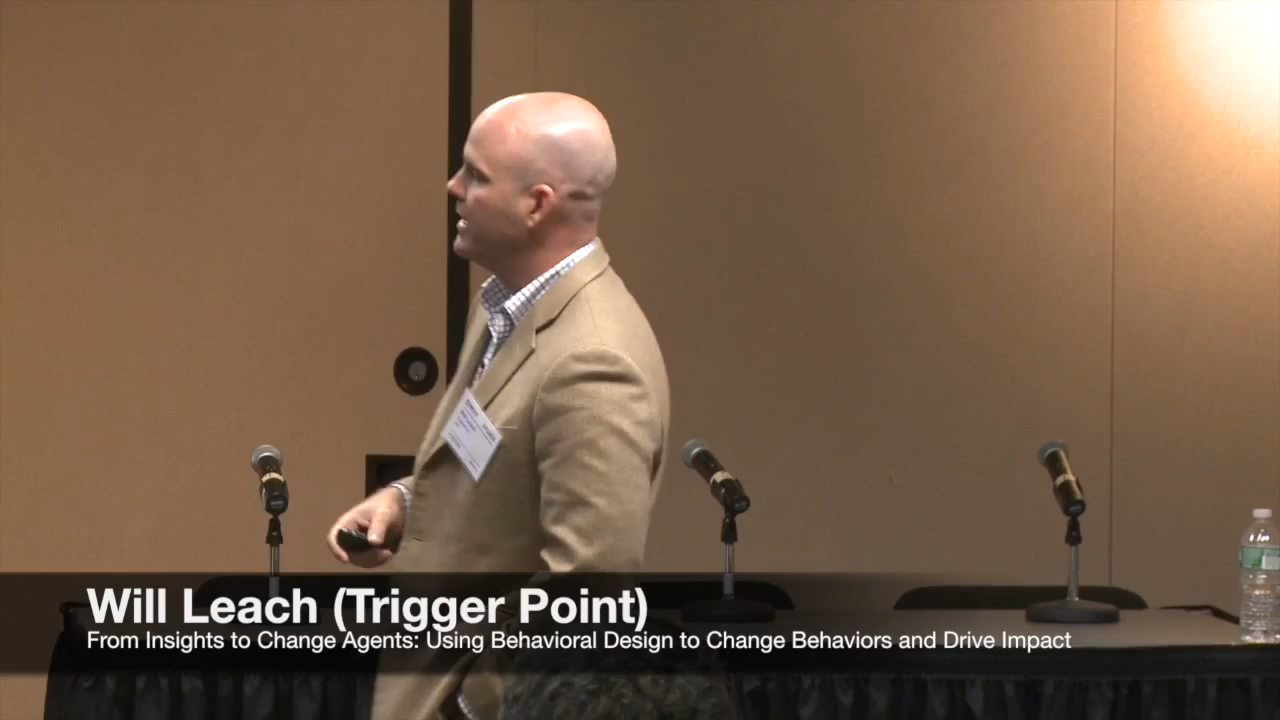 Will Leach (Trigger Point)
From Insights to Change Agents: Using Behavioral Design to Change Behaviors and Drive Impact